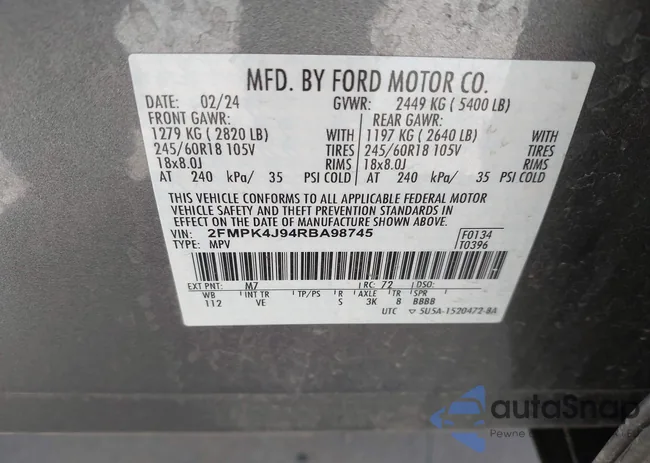 MFD. BY FORD MOTOR CO.
DATE: 02/24 GVWR: 2449 KG ( 5400 LB)
FRONT GAWR: REAR GAWR:
1279 KG ( 2820 LB) WITH 1197 KG ( 2640 LB) WITH
245/60R18 105V TIRES 245/60R18 105V TIRES
18x8.0J RIMS 18x8.0J RIMS
AT 240 kPa/ 35 PSI COLD AT 240 kPa/ 35 PSI COLD
THIS VEHICLE CONFORMS TO ALL APPLICABLE FEDERAL MOTOR
VEHICLE SAFETY AND THEFT PREVENTION STANDARDS IN
EFFECT ON THE DATE OF MANUFACTURE SHOWN ABOVE.
VIN: 2FMPK4J94RBA98745 F0134
TYPE: MPV T0396
EXT PNT: M7 RC: 72 DSO:
WB INT TR TP/PS R AXLE TR SPR
112 VE S 3K 8 BBBB
UTC ▽ SU5A-1520472-BA
autoSnap
Pewne